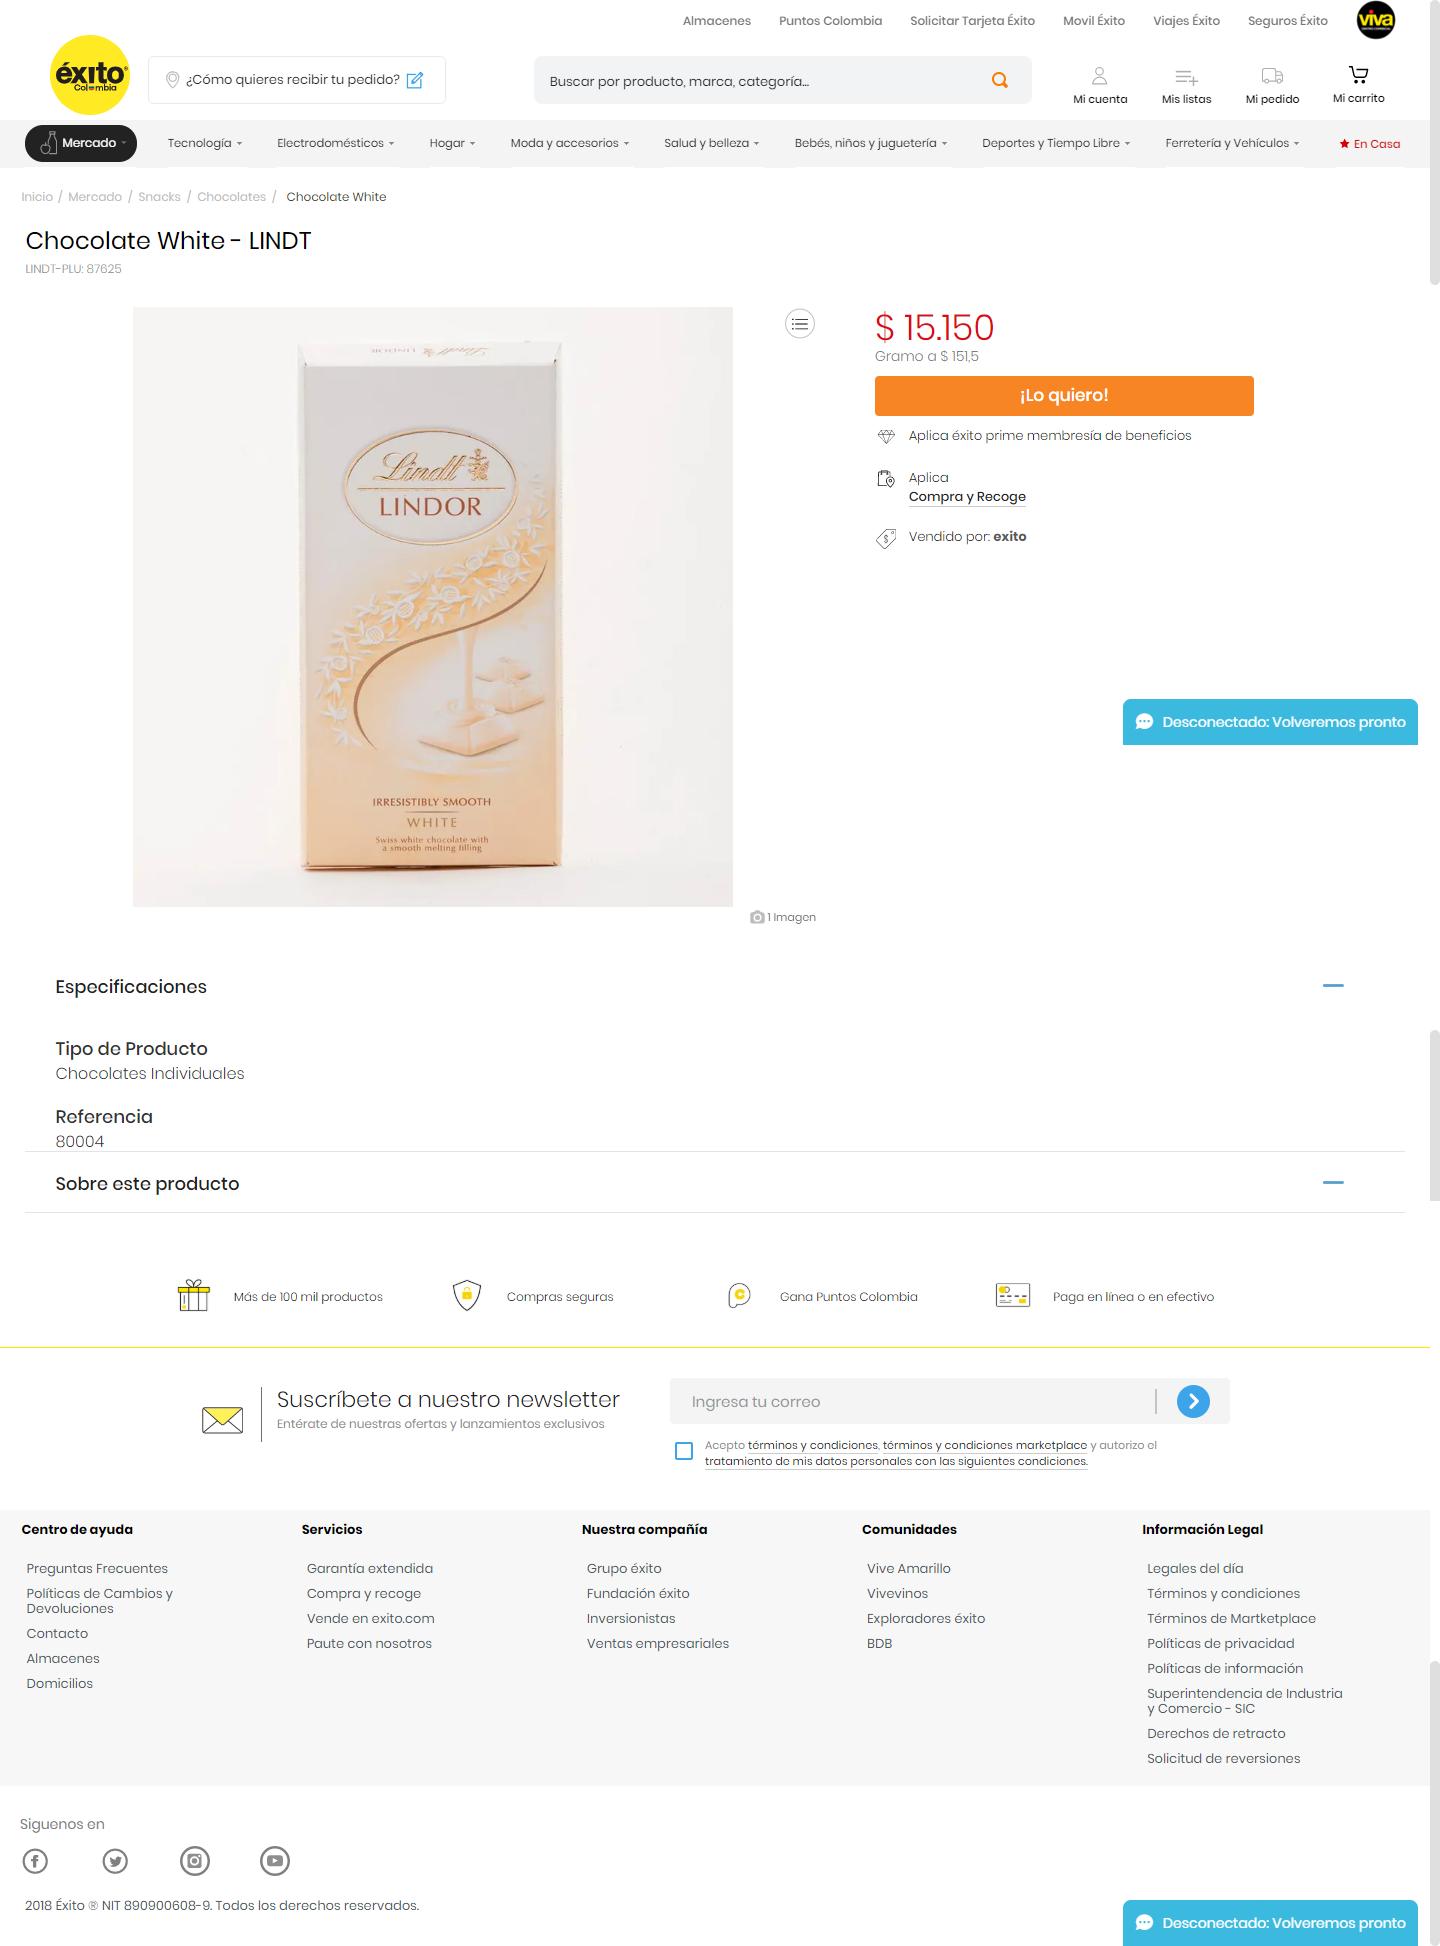 Almacenes Puntos Colombia Solicitar Tarjeta Éxito Movil Éxito Viajes Éxito Seguros Éxito viva
éxito
Colombia
¿Cómo quieres recibir tu pedido?
Buscar por producto, marca, categoría...
Mi cuenta Mis listas Mi pedido Mi carrito
Mercado Tecnología Electrodomésticos Hogar Moda y accesorios Salud y belleza Bebés, niños y juguetería Deportes y Tiempo Libre Ferretería y Vehículos En Casa
Inicio / Mercado / Snacks / Chocolates / Chocolate White
Chocolate White - LINDT
LINDT-PLU: 87625
Lindt
LINDOR
Lindt
LINDOR
IRRESISTIBLY SMOOTH
WHITE
Swiss white chocolate with
a smooth melting filling
1 Imagen
$ 15.150
Gramo a $ 151,5
¡Lo quiero!
Aplica éxito prime membresía de beneficios
Aplica
Compra y Recoge
Vendido por: exito
Desconectado: Volveremos pronto
Especificaciones
Tipo de Producto
Chocolates Individuales
Referencia
80004
Sobre este producto
Más de 100 mil productos Compras seguras Gana Puntos Colombia Paga en línea o en efectivo
Suscríbete a nuestro newsletter
Entérate de nuestras ofertas y lanzamientos exclusivos
Ingresa tu correo
Acepto términos y condiciones, términos y condiciones marketplace y autorizo el
tratamiento de mis datos personales con las siguientes condiciones.
Centro de ayuda
Preguntas Frecuentes
Políticas de Cambios y
Devoluciones
Contacto
Almacenes
Domicilios
Servicios
Garantía extendida
Compra y recoge
Vende en exito.com
Paute con nosotros
Nuestra compañía
Grupo éxito
Fundación éxito
Inversionistas
Ventas empresariales
Comunidades
Vive Amarillo
Vivevinos
Exploradores éxito
BDB
Información Legal
Legales del día
Términos y condiciones
Términos de Martketplace
Políticas de privacidad
Políticas de información
Superintendencia de Industria
y Comercio - SIC
Derechos de retracto
Solicitud de reversiones
Siguenos en
2018 Éxito ® NIT 890900608-9. Todos los derechos reservados.
Desconectado: Volveremos pronto